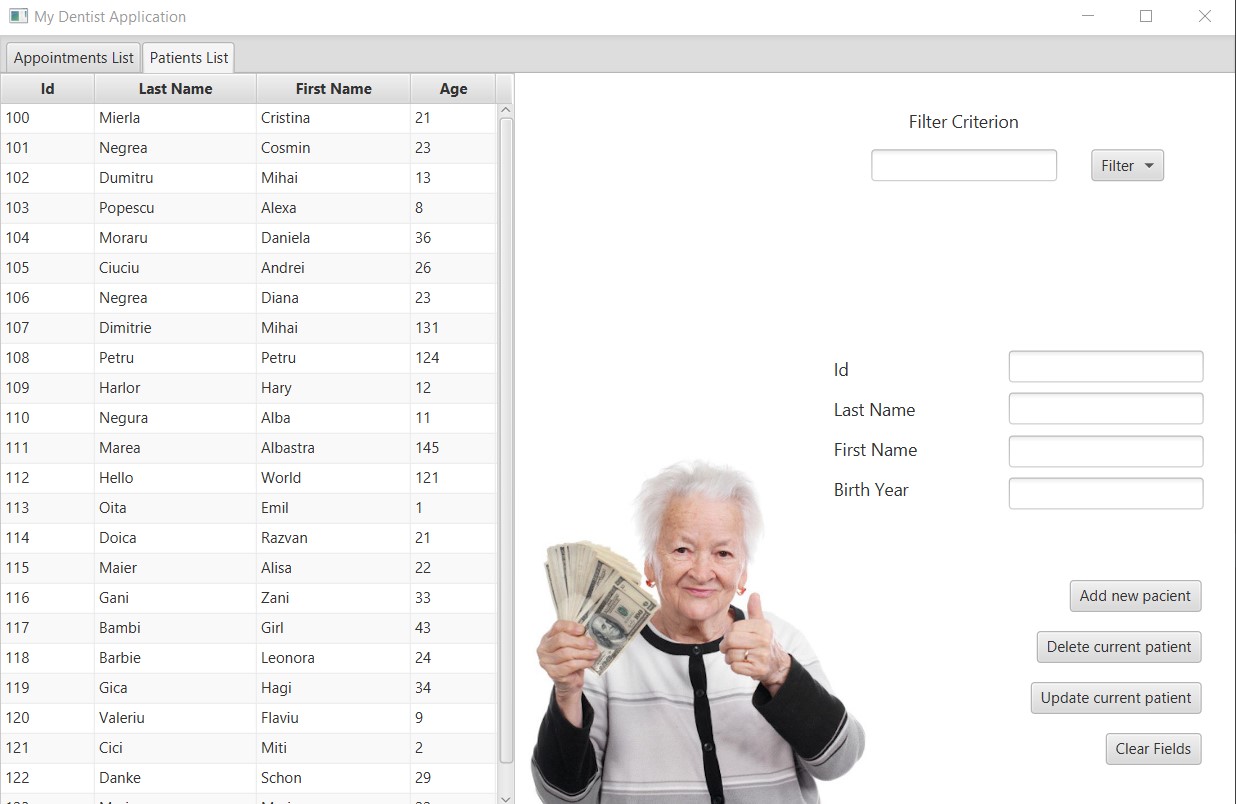 My Dentist Application
Appointments List Patients List
Id Last Name First Name Age
100 Mierla Cristina 21
101 Negrea Cosmin 23
102 Dumitru Mihai 13
103 Popescu Alexa 8
104 Moraru Daniela 36
105 Ciuciu Andrei 26
106 Negrea Diana 23
107 Dimitrie Mihai 131
108 Petru Petru 124
109 Harlor Hary 12
110 Negura Alba 11
111 Marea Albastra 145
112 Hello World 121
113 Oita Emil 1
114 Doica Razvan 21
115 Maier Alisa 22
116 Gani Zani 33
117 Bambi Girl 43
118 Barbie Leonora 24
119 Gica Hagi 34
120 Valeriu Flaviu 9
121 Cici Miti 2
122 Danke Schon 29
Filter Criterion
Filter
Id
Last Name
First Name
Birth Year
Add new pacient
Delete current patient
Update current patient
Clear Fields